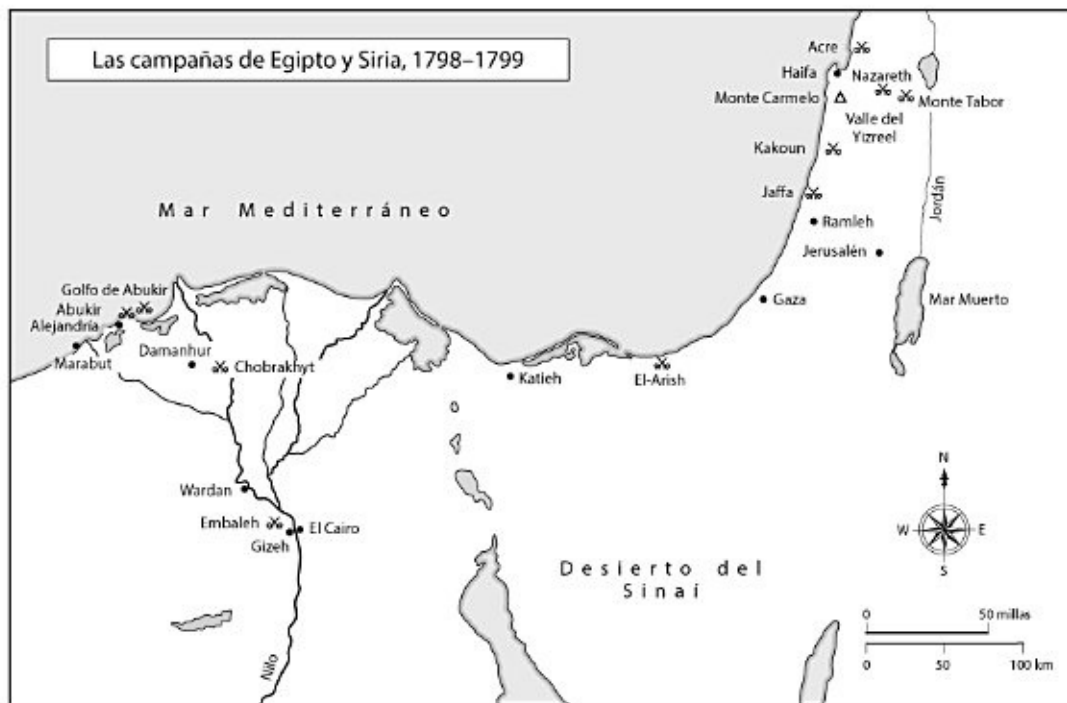 Las campañas de Egipto y Siria, 1798–1799
Acre
Haifa
Nazareth
Monte Carmelo
Monte Tabor
Valle del
Yizreel
Kakoun
Jaffa
Jordán
Mar Mediterráneo
Ramleh
Jerusalén
Golfo de Abukir
Abukir
Alejandría
Gaza
Mar Muerto
Marabut
Damanhur
Chobrakhyt
Katieh
El-Arish
N
Wardan
Embaleh
El Cairo
Gizeh
W
E
S
Desierto del
Sinaí
0
50 millas
0
50
100 km
Nilo